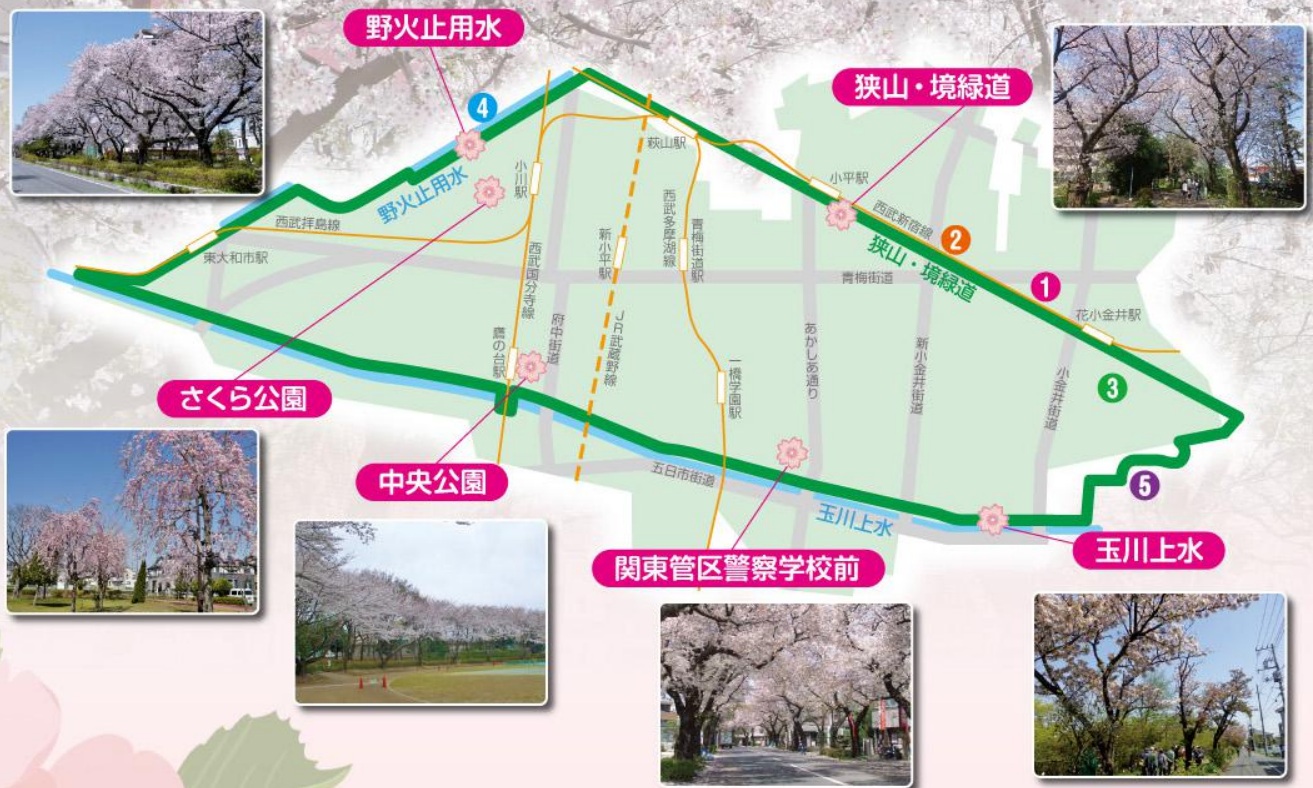 野火止用水
狭山・境緑道
4
萩山駅
小川駅
小平駅
野火止用水
西武新宿線
2
西武拝島線
東大和市駅
新小平駅
西武多摩湖線
青梅街道駅
狭山・境緑道
青梅街道
1
花小金井駅
西武国分寺線
府中街道
JR武蔵野線
鷹の台駅
あかしあ通り
新小金井街道
小金井街道
3
一橋学園駅
さくら公園
中央公園
五日市街道
玉川上水
5
関東管区警察学校前
玉川上水